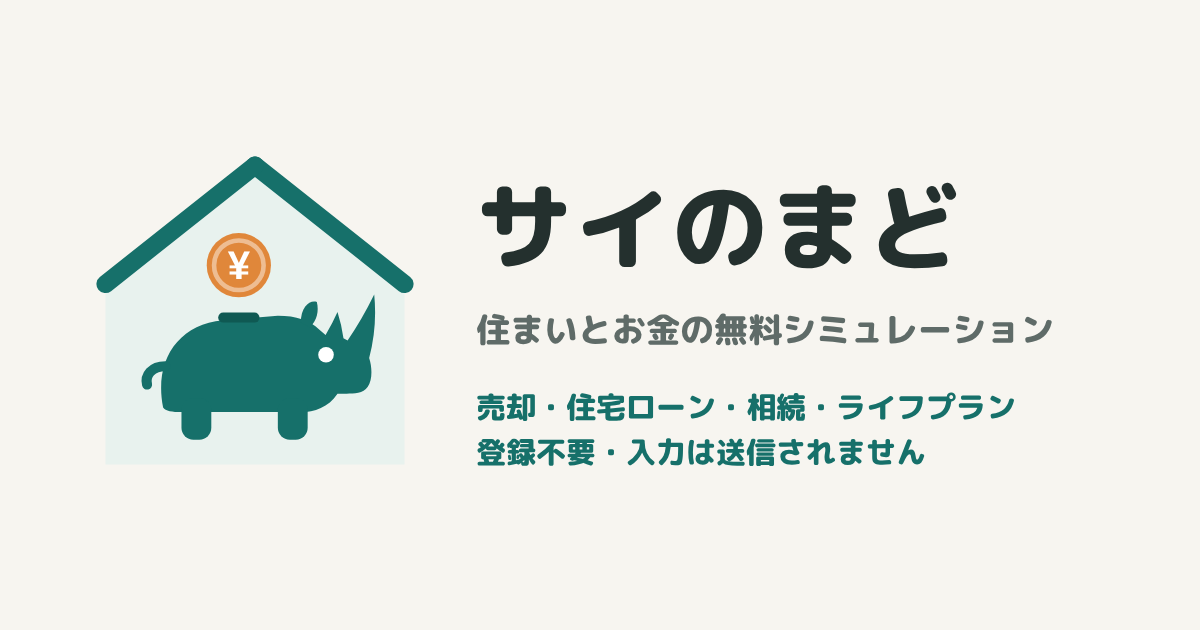 ¥
サイのまど
住まいとお金の無料シミュレーション
売却・住宅ローン・相続・ライフプラン
登録不要・入力は送信されません